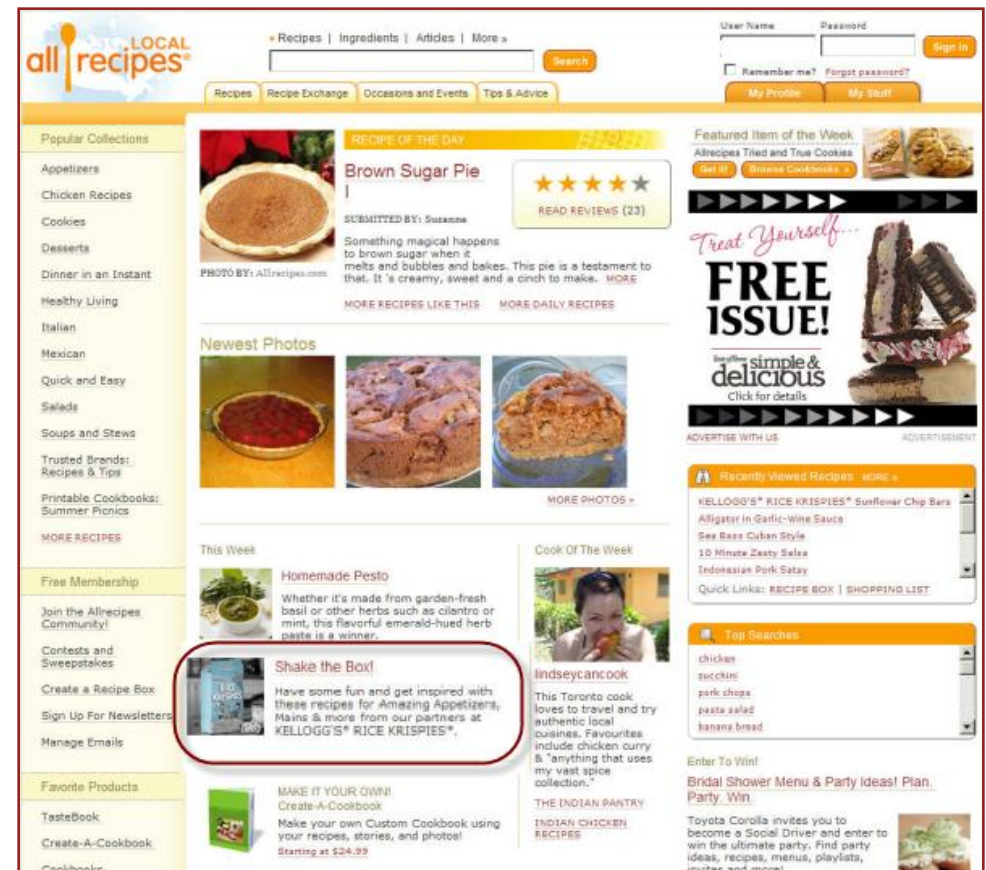 LOCAL
all recipes®
• Recipes | Ingredients | Articles | More »
Search
Recipes
Recipe Exchange
Occasions and Events
Tips & Advice
User Name
Password
Sign In
Remember me?
Forgot password?
My Profile
My Stuff
Popular Collections
Appetizers
Chicken Recipes
Cookies
Desserts
Dinner in an Instant
Healthy Living
Italian
Mexican
Quick and Easy
Salads
Soups and Stews
Trusted Brands:
Recipes & Tips
Printable Cookbooks:
Summer Picnics
MORE RECIPES
Free Membership
Join the Allrecipes
Community!
Contests and
Sweepstakes
Create a Recipe Box
Sign Up For Newsletters
Manage Emails
Favorite Products
TasteBook
Create-A-Cookbook
Cookbooks
RECIPE OF THE DAY
Brown Sugar Pie
I
SUBMITTED BY: Suzanne
READ REVIEWS (23)
Something magical happens
to brown sugar when it
melts and bubbles and bakes. This pie is a testament to
that. It 's creamy, sweet and a cinch to make. MORE
PHOTO BY: Allrecipes.com
MORE RECIPES LIKE THIS
MORE DAILY RECIPES
Newest Photos
MORE PHOTOS »
This Week
Homemade Pesto
Whether it's made from garden-fresh
basil or other herbs such as cilantro or
mint, this flavorful emerald-hued herb
paste is a winner.
Shake the Box!
Have some fun and get inspired with
these recipes for Amazing Appetizers,
Mains & more from our partners at
KELLOGG'S* RICE KRISPIES*.
MAKE IT YOUR OWN!
Create-A-Cookbook
Make your own Custom Cookbook using
your recipes, stories, and photos!
Starting at $24.99
Cook Of The Week
lindseycancook
This Toronto cook
loves to travel and try
authentic local
cuisines. Favourites
include chicken curry
& "anything that uses
my vast spice
collection."
THE INDIAN PANTRY
INDIAN CHICKEN
RECIPES
Featured Item of the Week
Allrecipes Tried and True Cookies
Get it!
Browse Cookbooks »
Treat Yourself...
FREE
ISSUE!
simple &
delicious
Click for details
ADVERTISE WITH US
ADVERTISEMENT
Recently Viewed Recipes MORE »
KELLOGG'S* RICE KRISPIES* Sunflower Chip Bars
Alligator in Garlic-Wine Sauce
Sea Bass Cuban Style
10 Minute Zesty Salsa
Indonesian Pork Satay
Quick Links: RECIPE BOX | SHOPPING LIST
Top Searches
chicken
zucchini
pork chops
pasta salad
banana bread
Enter To Win!
Bridal Shower Menu & Party Ideas! Plan.
Party. Win.
Toyota Corolla invites you to
become a Social Driver and enter to
win the ultimate party. Find party
ideas, recipes, menus, playlists,
invites and more!